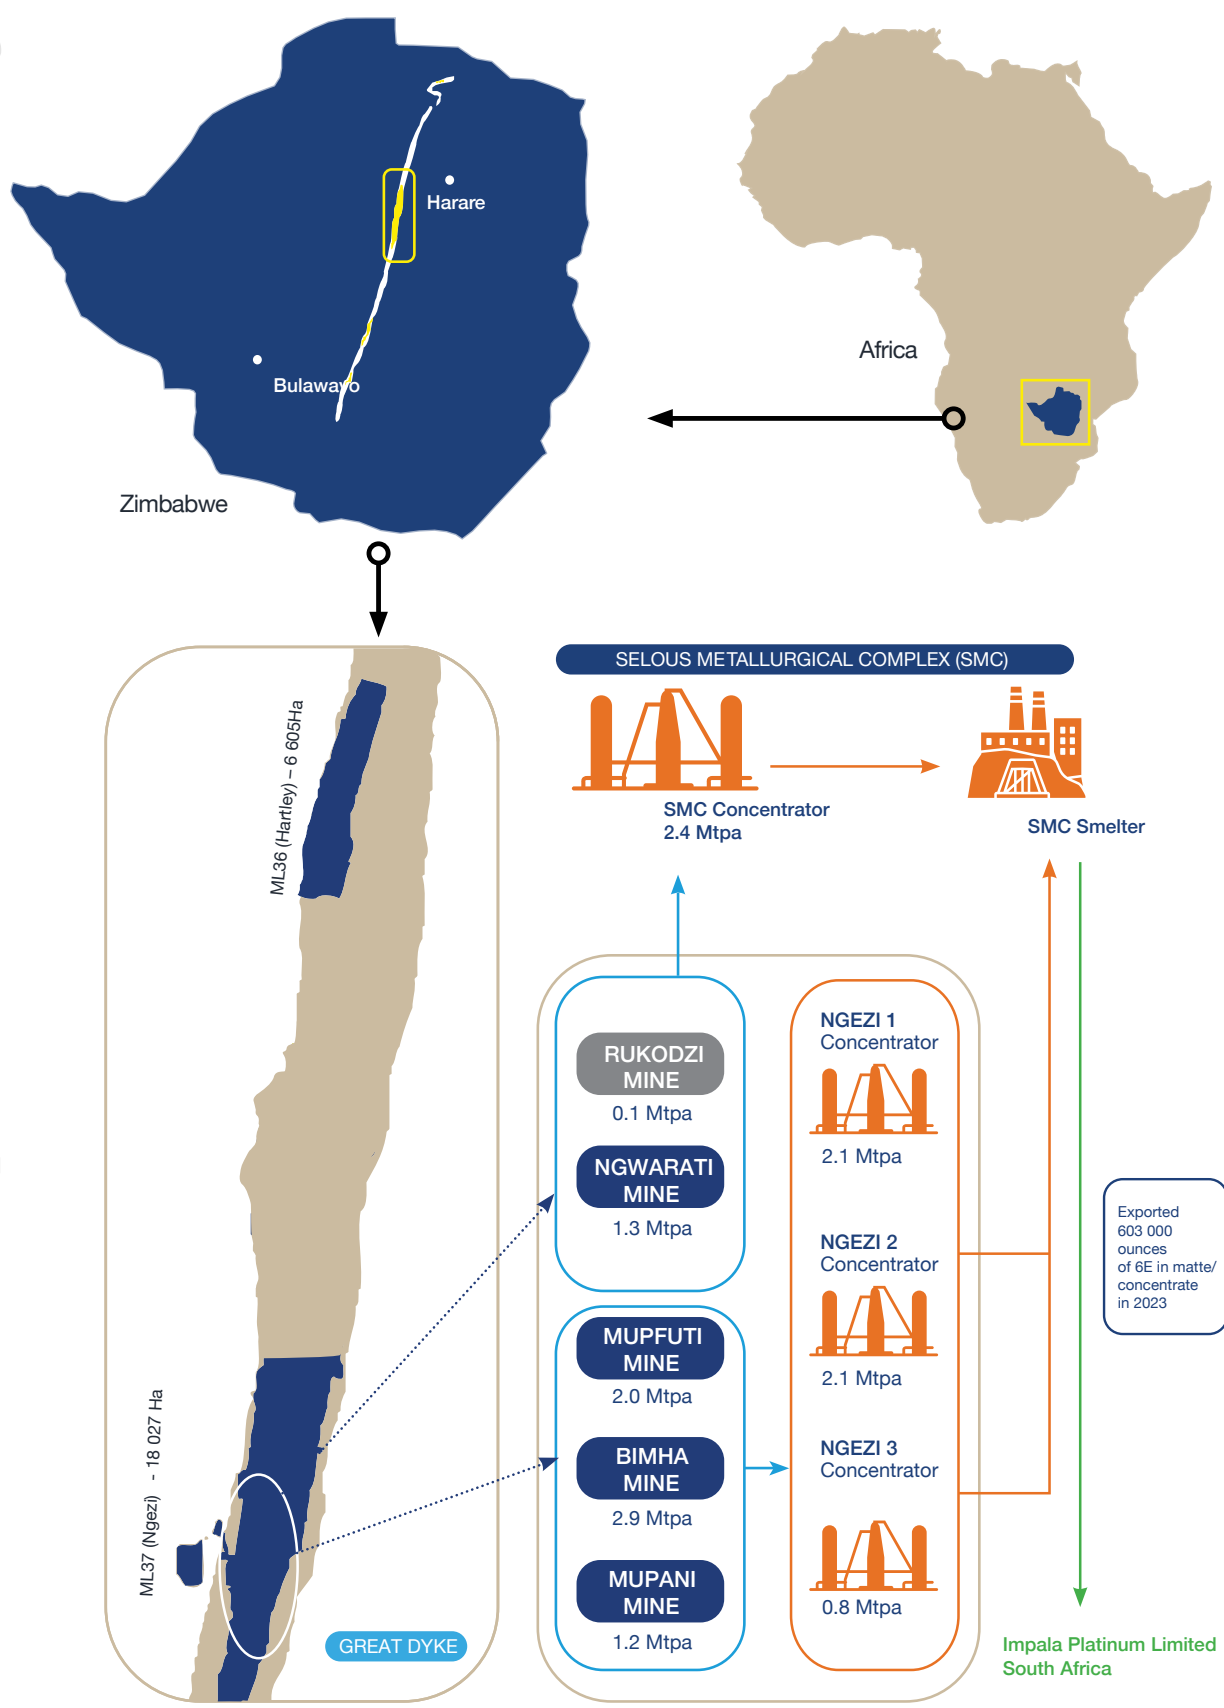 Harare
Bulawayo
Zimbabwe
Africa
ML36 (Hartley) – 6 605Ha
ML37 (Ngezi) - 18 027 Ha
GREAT DYKE
SELOUS METALLURGICAL COMPLEX (SMC)
SMC Concentrator
2.4 Mtpa
SMC Smelter
RUKODZI
MINE
0.1 Mtpa
NGWARATI
MINE
1.3 Mtpa
MUPFUTI
MINE
2.0 Mtpa
BIMHA
MINE
2.9 Mtpa
MUPANI
MINE
1.2 Mtpa
NGEZI 1
Concentrator
2.1 Mtpa
NGEZI 2
Concentrator
2.1 Mtpa
NGEZI 3
Concentrator
0.8 Mtpa
Exported
603 000
ounces
of 6E in matte/
concentrate
in 2023
Impala Platinum Limited
South Africa